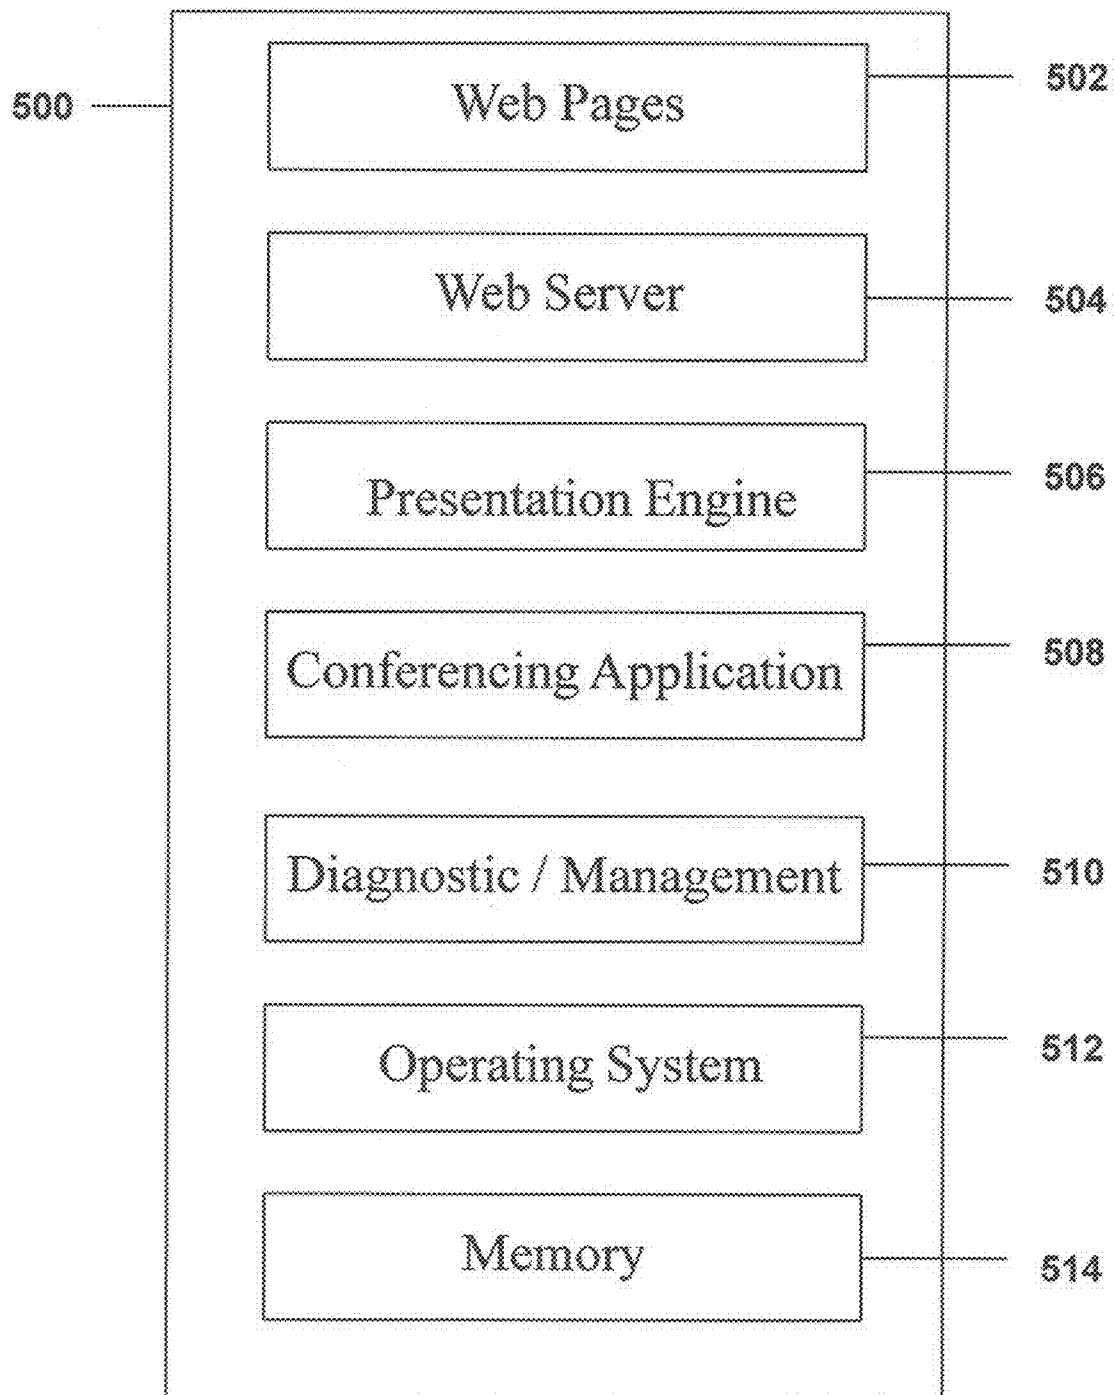 500
Web Pages
502
Web Server
504
Presentation Engine
506
Conferencing Application
508
Diagnostic / Management
510
Operating System
512
Memory
514